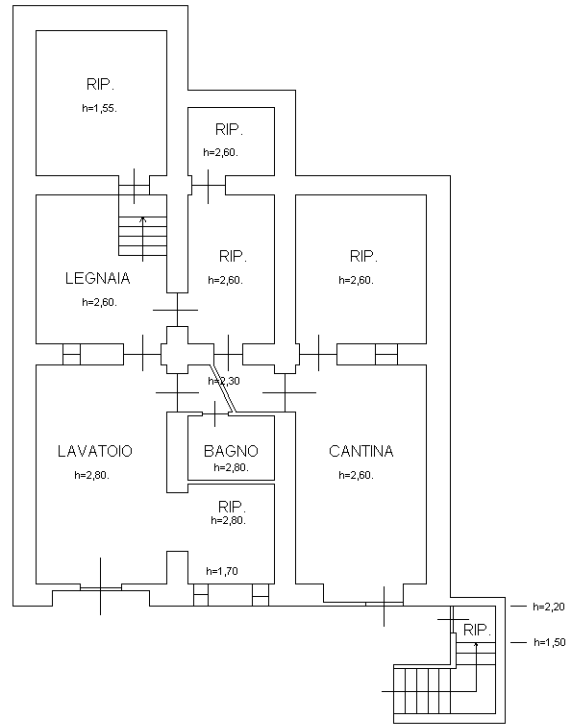 RIP.
h=1,55.
RIP.
h=2,60.
LEGNAIA
h=2,60.
RIP.
h=2,60.
RIP.
h=2,60.
h=2,30
LAVATOIO
h=2,80.
BAGNO
h=2,80.
CANTINA
h=2,60.
RIP.
h=2,80.
h=1,70
h=2,20
RIP.
h=1,50